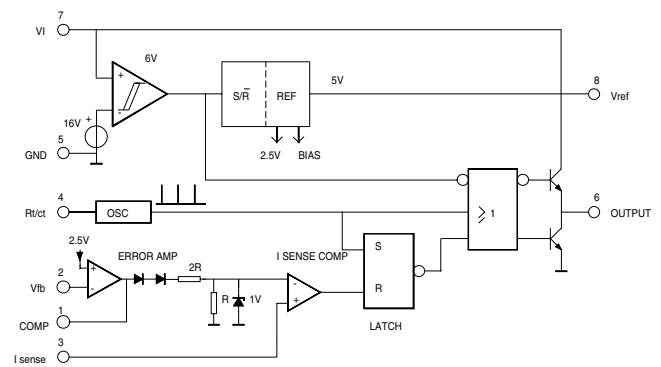 7
VI
6V
8
S/R̅
REF
5V
Vref
16V
+
-
+
5
GND
2.5V
BIAS
4
6
Rt/ct
OSC
≥ 1
OUTPUT
2.5V
ERROR AMP
I SENSE COMP
S
+
2R
2
-
Vfb
R
1V
-
+
R
1
COMP
LATCH
3
I sense